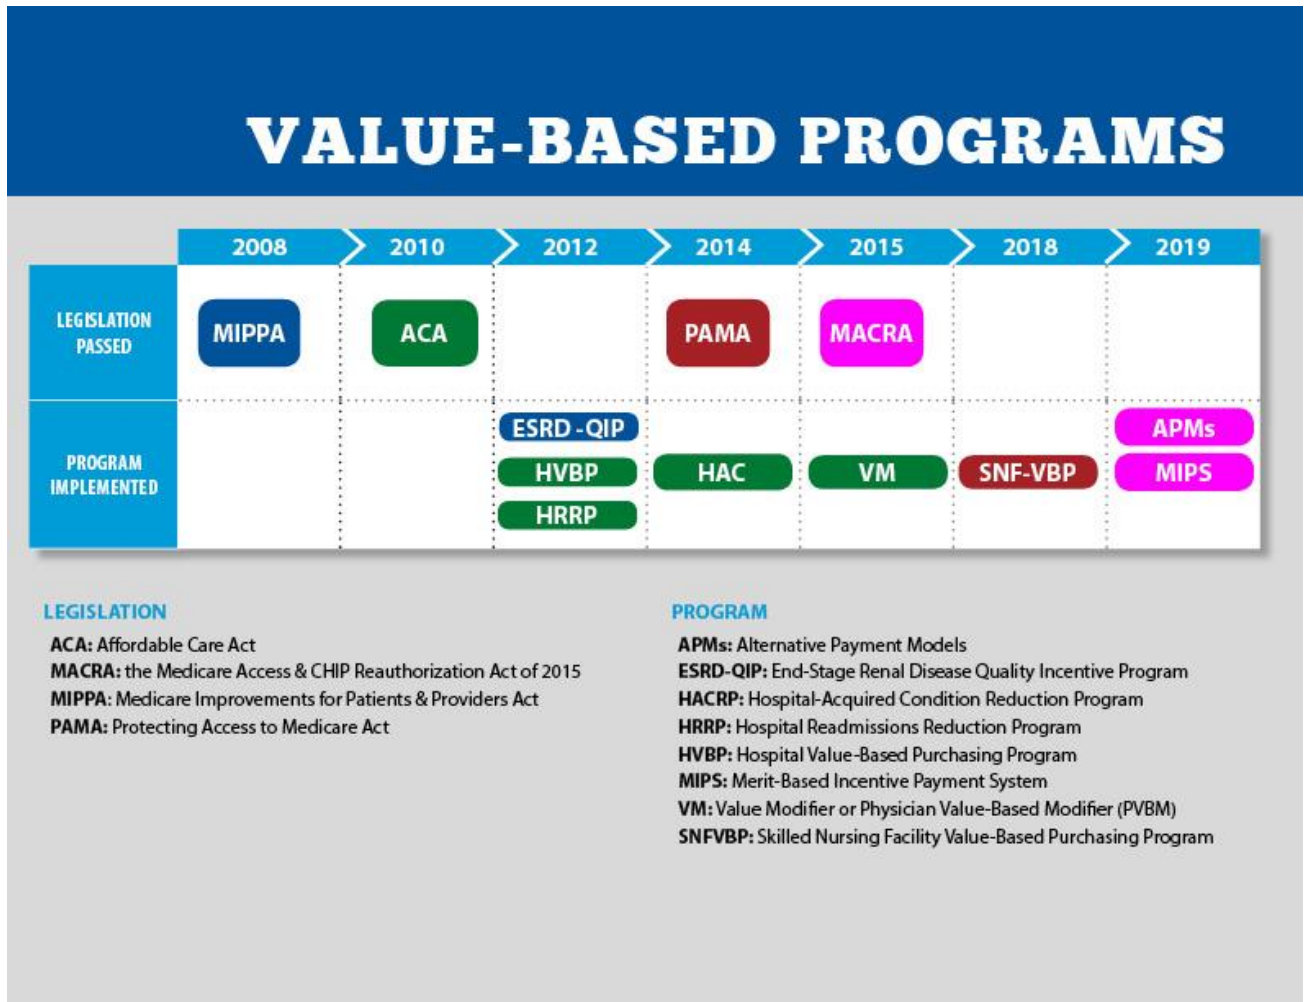 VALUE-BASED PROGRAMS
2008 2010 2012 2014 2015 2018 2019
LEGISLATION
PASSED
MIPPA ACA PAMA MACRA
PROGRAM
IMPLEMENTED
ESRD -QIP APMs
HVBP HAC VM SNF-VBP MIPS
HRRP
LEGISLATION
ACA: Affordable Care Act
MACRA: the Medicare Access & CHIP Reauthorization Act of 2015
MIPPA: Medicare Improvements for Patients & Providers Act
PAMA: Protecting Access to Medicare Act
PROGRAM
APMs: Alternative Payment Models
ESRD-QIP: End-Stage Renal Disease Quality Incentive Program
HACRP: Hospital-Acquired Condition Reduction Program
HRRP: Hospital Readmissions Reduction Program
HVBP: Hospital Value-Based Purchasing Program
MIPS: Merit-Based Incentive Payment System
VM: Value Modifier or Physician Value-Based Modifier (PVBM)
SNFVBP: Skilled Nursing Facility Value-Based Purchasing Program